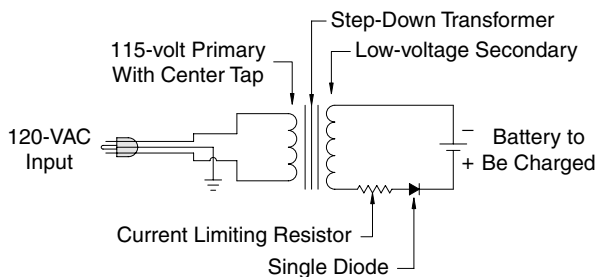 Step-Down Transformer
115-volt Primary
With Center Tap
Low-voltage Secondary
120-VAC
Input
−
+
Battery to
Be Charged
Current Limiting Resistor
Single Diode